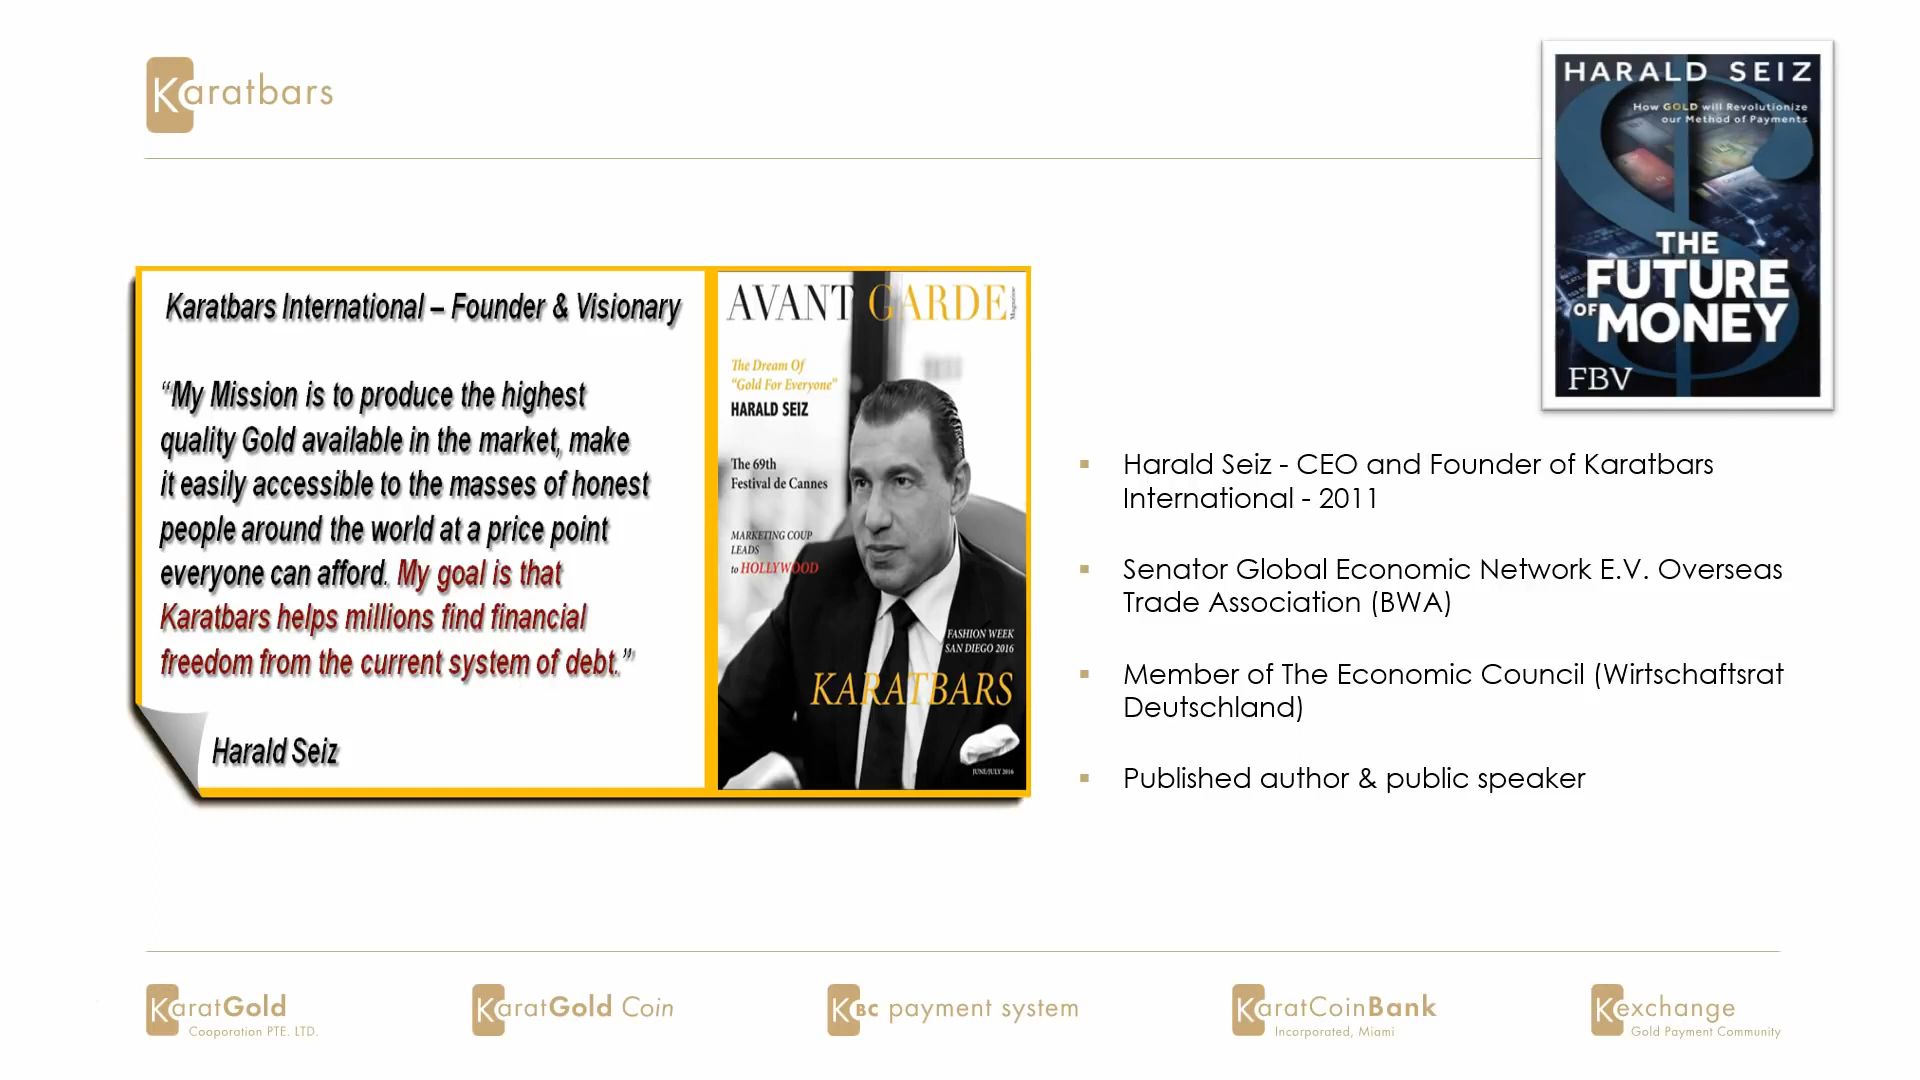 Karatbars
HARALD SEIZ
How GOLD will Revolutionize
our Method of Payments
THE
FUTURE
OF MONEY
FBV
Karatbars International – Founder & Visionary
“My Mission is to produce the highest
quality Gold available in the market, make
it easily accessible to the masses of honest
people around the world at a price point
everyone can afford. My goal is that
Karatbars helps millions find financial
freedom from the current system of debt.”
Harald Seiz
AVANT GARDE
Magazine
The Dream Of
“Gold For Everyone”
HARALD SEIZ
The 69th
Festival de Cannes
MARKETING COUP
LEADS
to HOLLYWOOD
FASHION WEEK
SAN DIEGO 2016
KARATBARS
JUNE/JULY 2016
▪ Harald Seiz - CEO and Founder of Karatbars
International - 2011
▪ Senator Global Economic Network E.V. Overseas
Trade Association (BWA)
▪ Member of The Economic Council (Wirtschaftsrat
Deutschland)
▪ Published author & public speaker
KaratGold
Cooporation PTE. LTD.
KaratGold Coin
KBC payment system
KaratCoinBank
Incorporated, Miami
Kexchange
Gold Payment Community